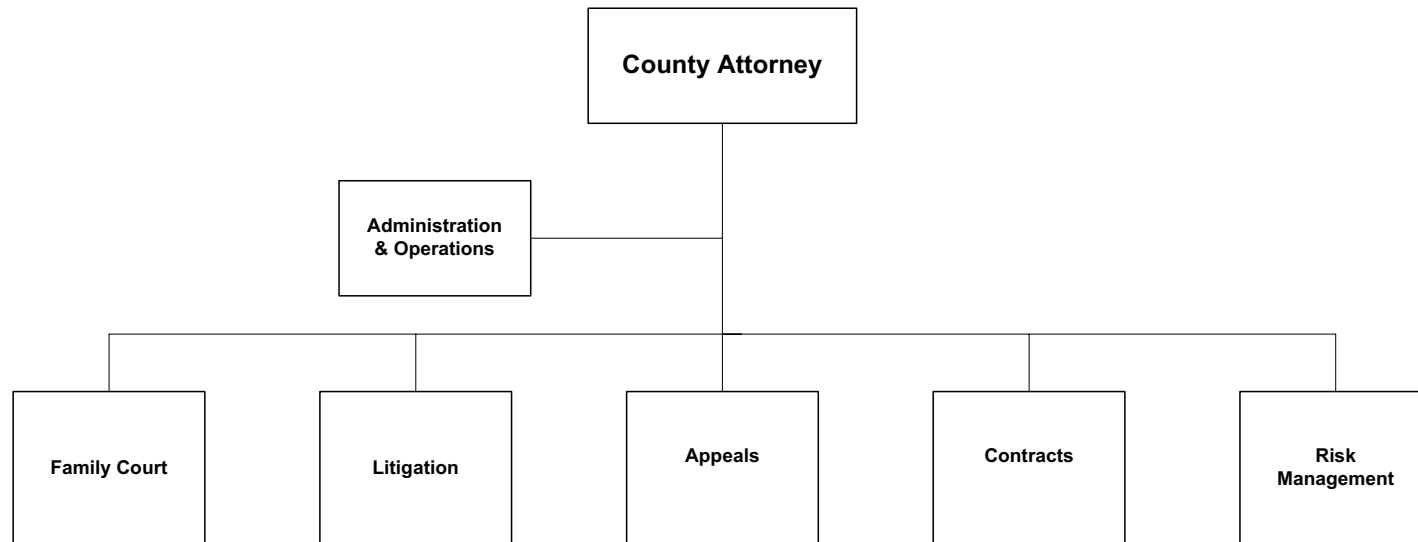 County Attorney
Administration
& Operations
Family Court
Litigation
Appeals
Contracts
Risk
Management